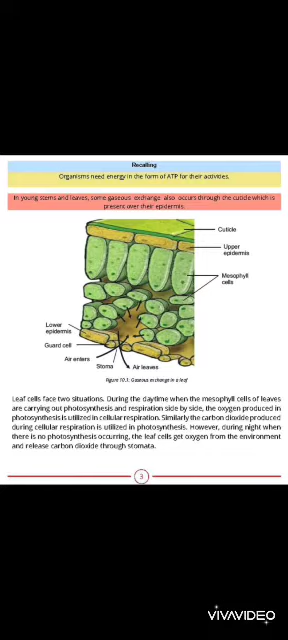 Recalling
Organisms need energy in the form of ATP for their activities.
In young stems and leaves, some gaseous exchange also occurs through the cuticle which is
present over their epidermis.
Cuticle
Upper
epidermis
Mesophyll
cells
Lower
epidermis
Guard cell
Air enters
Stoma
Air leaves
Figure 10.1: Gaseous exchange in a leaf
Leaf cells face two situations. During the daytime when the mesophyll cells of leaves
are carrying out photosynthesis and respiration side by side, the oxygen produced in
photosynthesis is utilized in cellular respiration. Similarly the carbon dioxide produced
during cellular respiration is utilized in photosynthesis. However, during night when
there is no photosynthesis occurring, the leaf cells get oxygen from the environment
and release carbon dioxide through stomata.
3
VIVAVIDEO